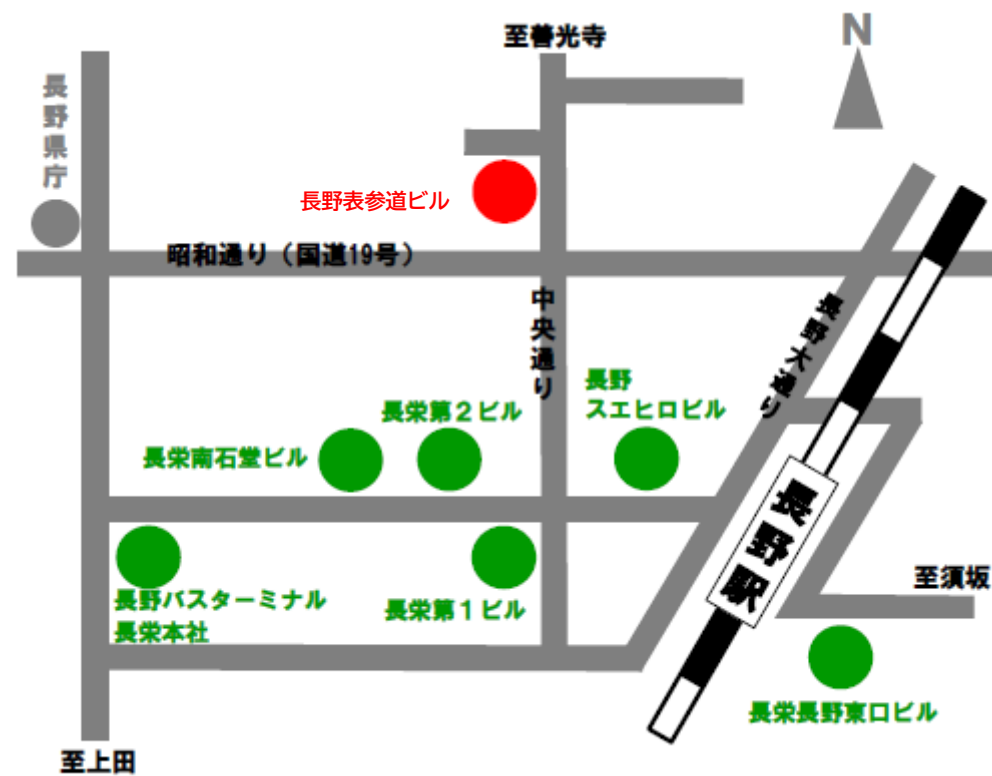 至善光寺
N
長野県庁
長野表参道ビル
昭和通り（国道19号）
中央通り
長野大通り
長野
スエヒロビル
長栄第２ビル
長栄南石堂ビル
長野駅
至須坂
長野バスターミナル
長栄本社
長栄第１ビル
長栄長野東口ビル
至上田